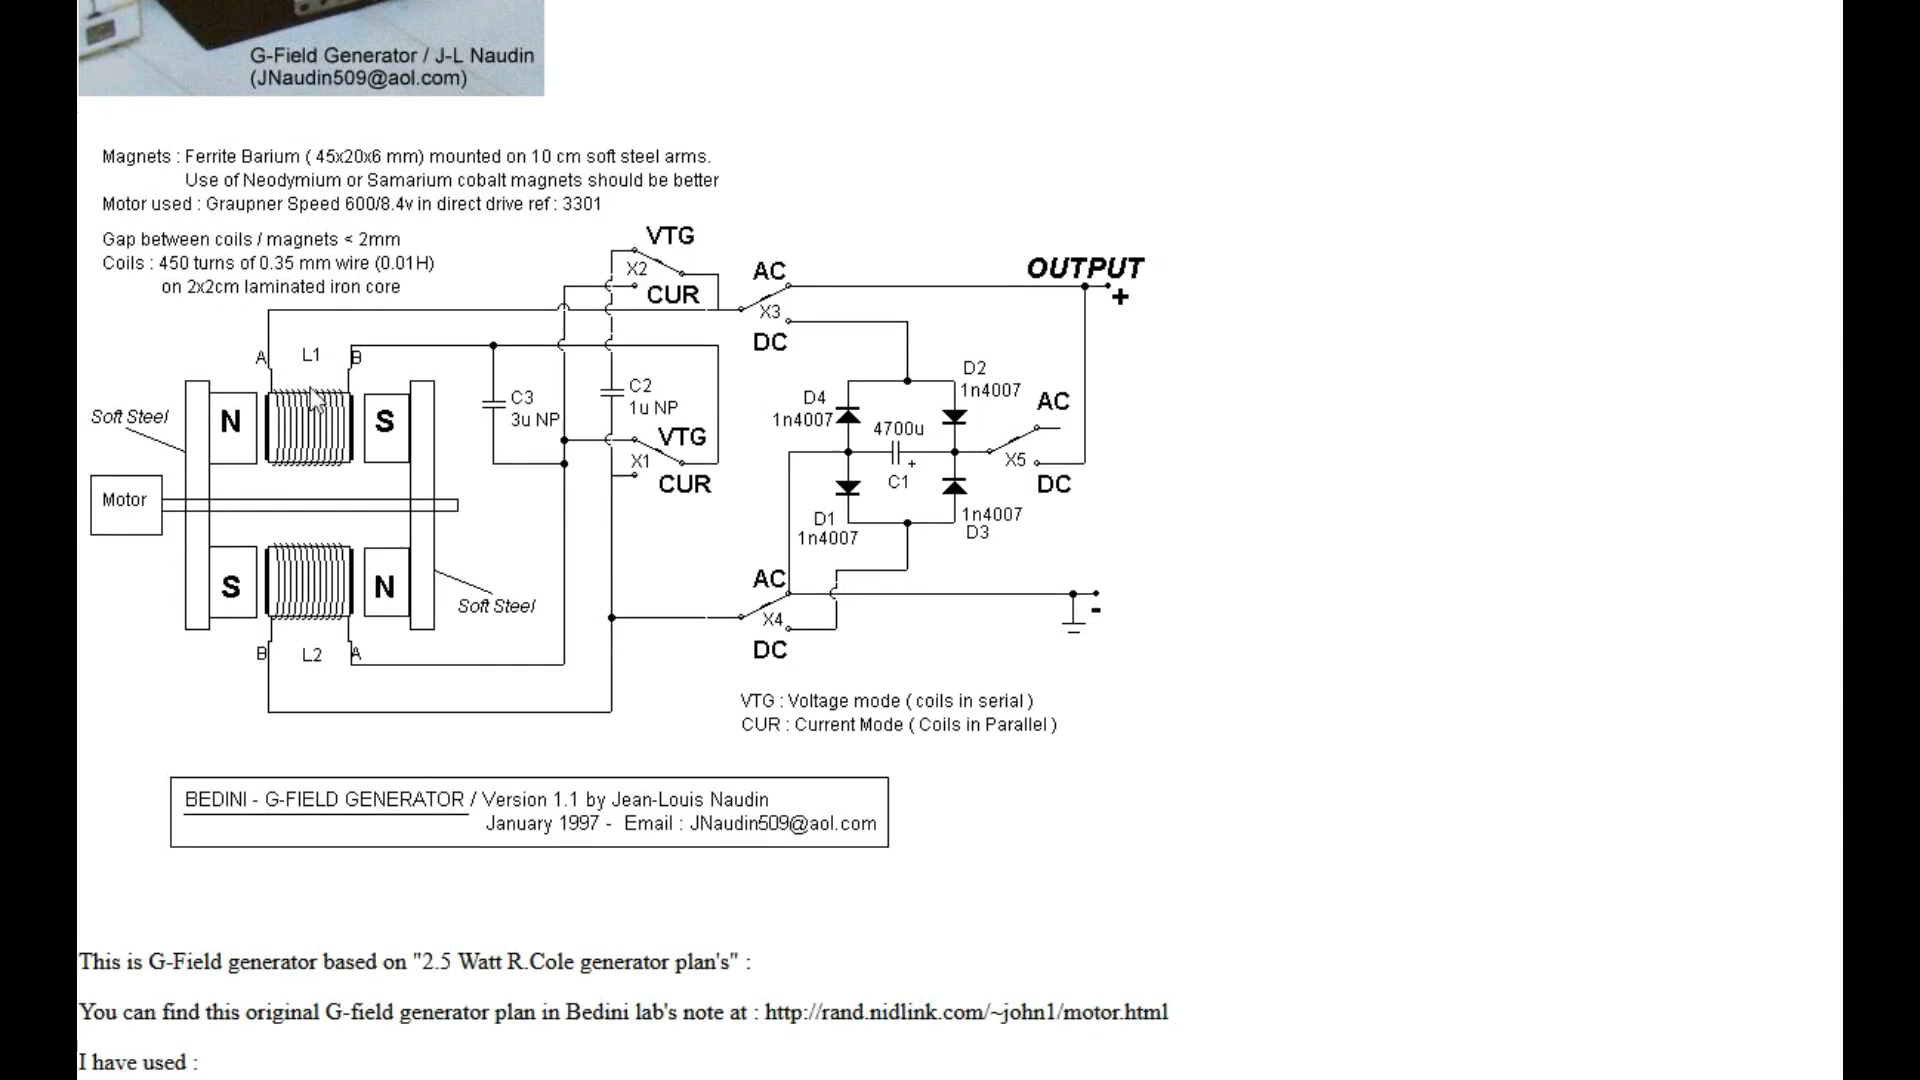 G-Field Generator / J-L Naudin
(JNaudin509@aol.com)
Magnets : Ferrite Barium ( 45x20x6 mm) mounted on 10 cm soft steel arms.
Use of Neodymium or Samarium cobalt magnets should be better
Motor used : Graupner Speed 600/8.4v in direct drive ref : 3301
Gap between coils / magnets < 2mm
Coils : 450 turns of 0.35 mm wire (0.01H)
on 2x2cm laminated iron core
VTG
X2
CUR
AC
X3
DC
OUTPUT
+
A
L1
B
Soft Steel
N
S
C3
3u NP
C2
1u NP
VTG
X1
CUR
D4
1n4007
D2
1n4007
4700u
+
C1
AC
X5
DC
D1
1n4007
1n4007
D3
Motor
S
N
Soft Steel
AC
X4
DC
-
B
L2
A
VTG : Voltage mode ( coils in serial )
CUR : Current Mode ( Coils in Parallel )
BEDINI - G-FIELD GENERATOR / Version 1.1 by Jean-Louis Naudin
January 1997 - Email : JNaudin509@aol.com
This is G-Field generator based on "2.5 Watt R.Cole generator plan's" :
You can find this original G-field generator plan in Bedini lab's note at : http://rand.nidlink.com/~john1/motor.html
I have used :